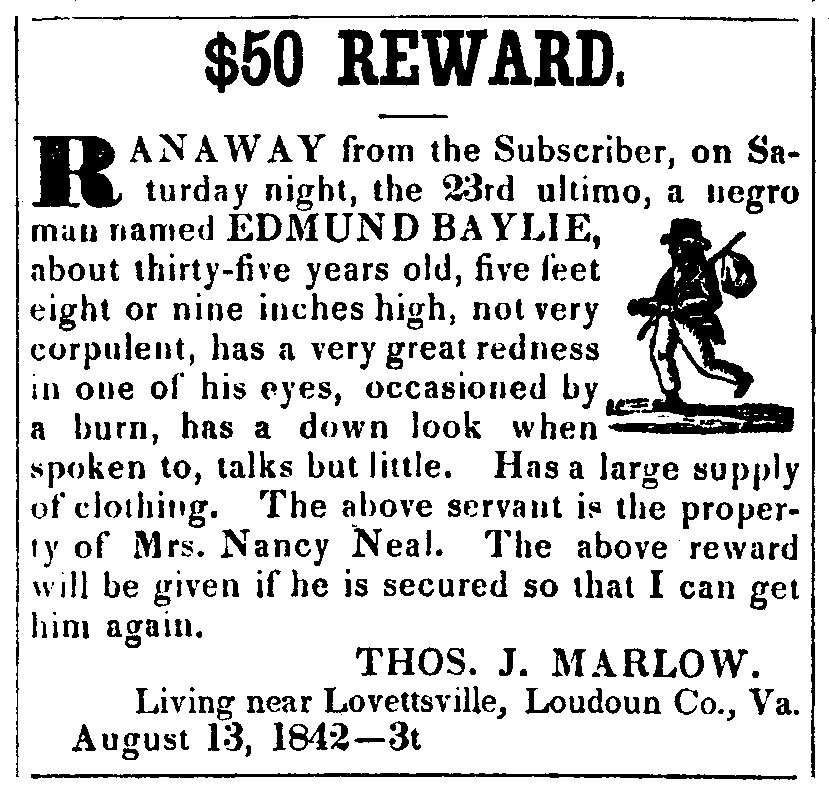 $50 REWARD.
RANAWAY from the Subscriber, on Sa-
turday night, the 23rd ultimo, a negro
man named EDMUND BAYLIE,
about thirty-five years old, five feet
eight or nine inches high, not very
corpulent, has a very great redness
in one of his eyes, occasioned by
a burn, has a down look when
spoken to, talks but little. Has a large supply
of clothing. The above servant is the proper-
ty of Mrs. Nancy Neal. The above reward
will be given if he is secured so that I can get
him again.
THOS. J. MARLOW.
Living near Lovettsville, Loudoun Co., Va.
August 13, 1842—3t